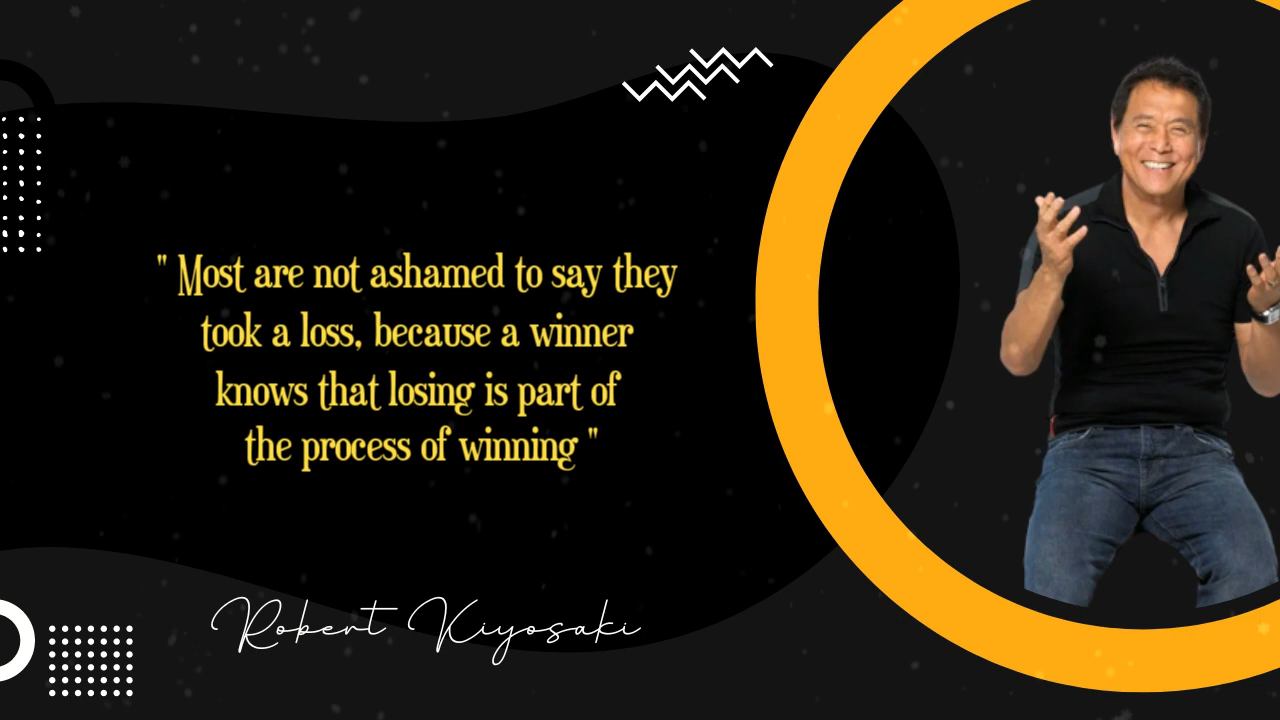 " Most are not ashamed to say they
took a loss, because a winner
knows that losing is part of
the process of winning "
Robert Kiyosaki